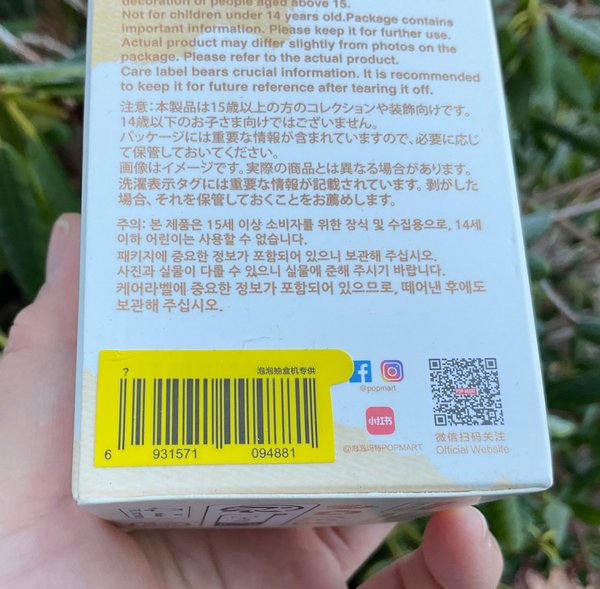 decoration of people aged above 15.
Not for children under 14 years old.Package contains
important information. Please keep it for further use.
Actual product may differ slightly from photos on the
package. Please refer to the actual product.
Care label bears crucial information. It is recommended
to keep it for future reference after tearing it off.
注意:本製品は15歳以上の方のコレクションや装飾向けです。
14歳以下のお子さま向けではございません。
パッケージには重要な情報が含まれていますので、必要に応じ
て保管しておいてください。
画像はイメージです。実際の商品とは異なる場合があります。
洗濯表示タグには重要な情報が記載されています。剥がした
場合、それを保管しておくことをお薦めします。
주의: 본 제품은 15세 이상 소비자를 위한 장식 및 수집용으로, 14세
이하 어린이는 사용할 수 없습니다.
패키지에 중요한 정보가 포함되어 있으니 보관해 주십시오.
사진과 실물이 다를 수 있으니 실물에 준해 주시기 바랍니다.
케어라벨에 중요한 정보가 포함되어 있으므로, 떼어낸 후에도
보관해 주십시오.
? 泡泡抽盒机专供
6 931571 094881
@popmart
小红书
@泡泡玛特POPMART
POP MART
微信扫码关注
Official Website